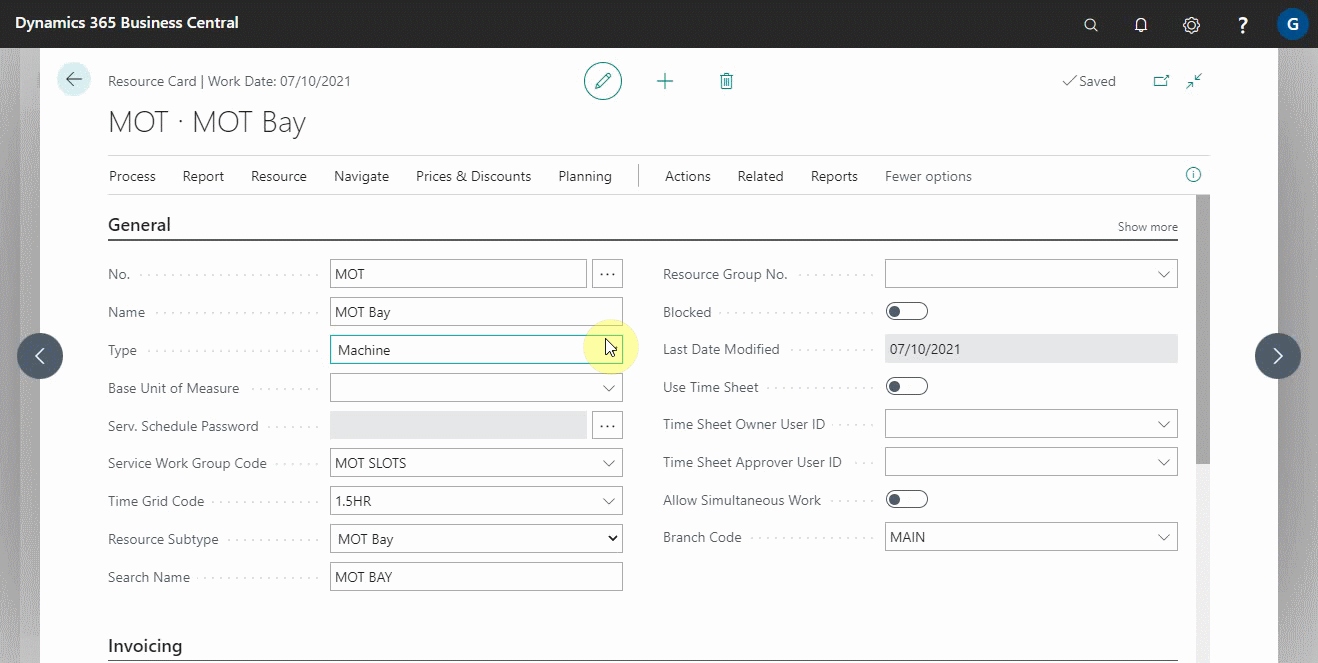 Dynamics 365 Business Central
? G
Resource Card | Work Date: 07/10/2021
Saved
MOT · MOT Bay
Process Report Resource Navigate Prices & Discounts Planning Actions Related Reports Fewer options
General
Show more
No. MOT
Name MOT Bay
Type Machine
Base Unit of Measure
Serv. Schedule Password
Service Work Group Code MOT SLOTS
Time Grid Code 1.5HR
Resource Subtype MOT Bay
Search Name MOT BAY
Resource Group No.
Blocked
Last Date Modified 07/10/2021
Use Time Sheet
Time Sheet Owner User ID
Time Sheet Approver User ID
Allow Simultaneous Work
Branch Code MAIN
Invoicing